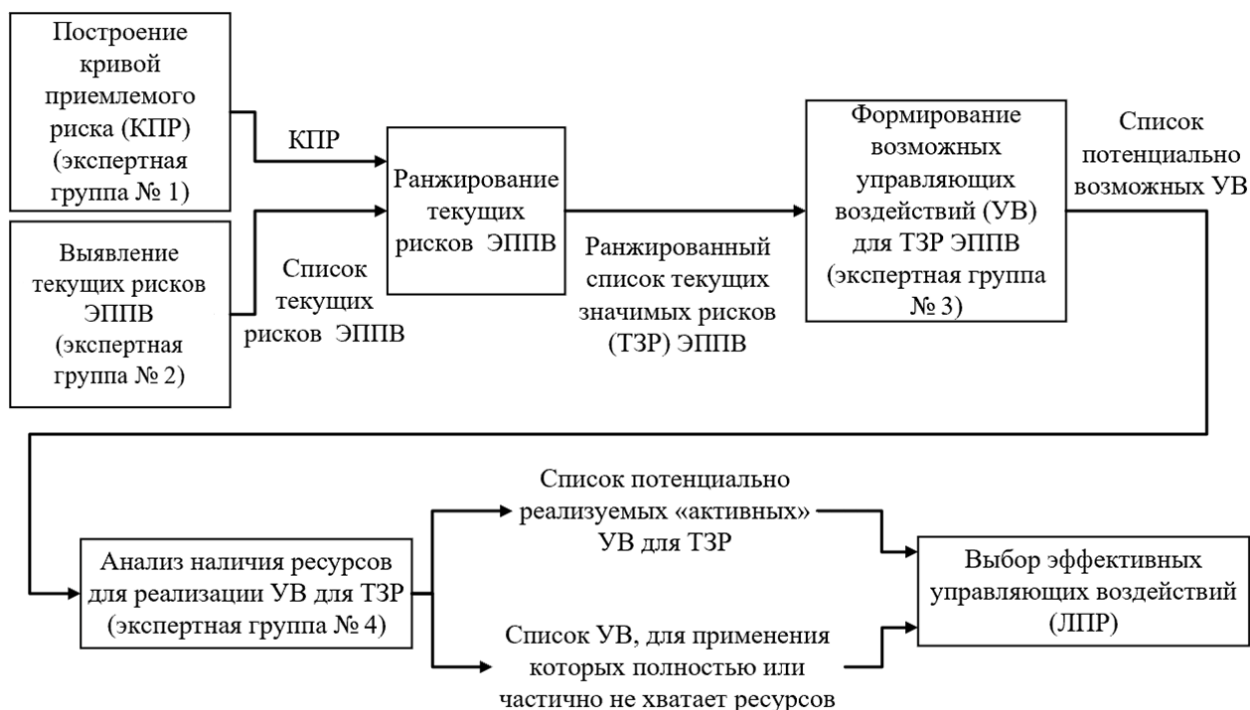 Построение
кривой
приемлемого
риска (КПР)
(экспертная
группа № 1)
Выявление
текущих рисков
ЭППВ
(экспертная
группа № 2)
КПР
Список
текущих
рисков ЭППВ
Ранжирование
текущих
рисков ЭППВ
Ранжированный
список текущих
значимых рисков
(ТЗР) ЭППВ
Формирование
возможных
управляющих
воздействий (УВ)
для ТЗР ЭППВ
(экспертная группа
№ 3)
Список
потенциально
возможных УВ
Анализ наличия ресурсов
для реализации УВ для ТЗР
(экспертная группа № 4)
Список потенциально
реализуемых «активных»
УВ для ТЗР
Список УВ, для применения
которых полностью или
частично не хватает ресурсов
Выбор эффективных
управляющих воздействий
(ЛПР)